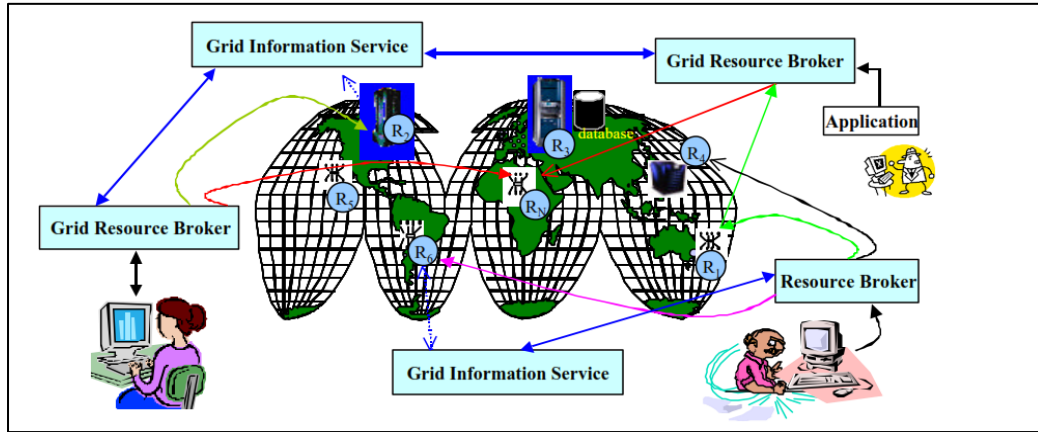 Grid Information Service
Grid Resource Broker
Application
R2
R3
database
R4
R5
RN
Grid Resource Broker
R6
R1
Resource Broker
Grid Information Service